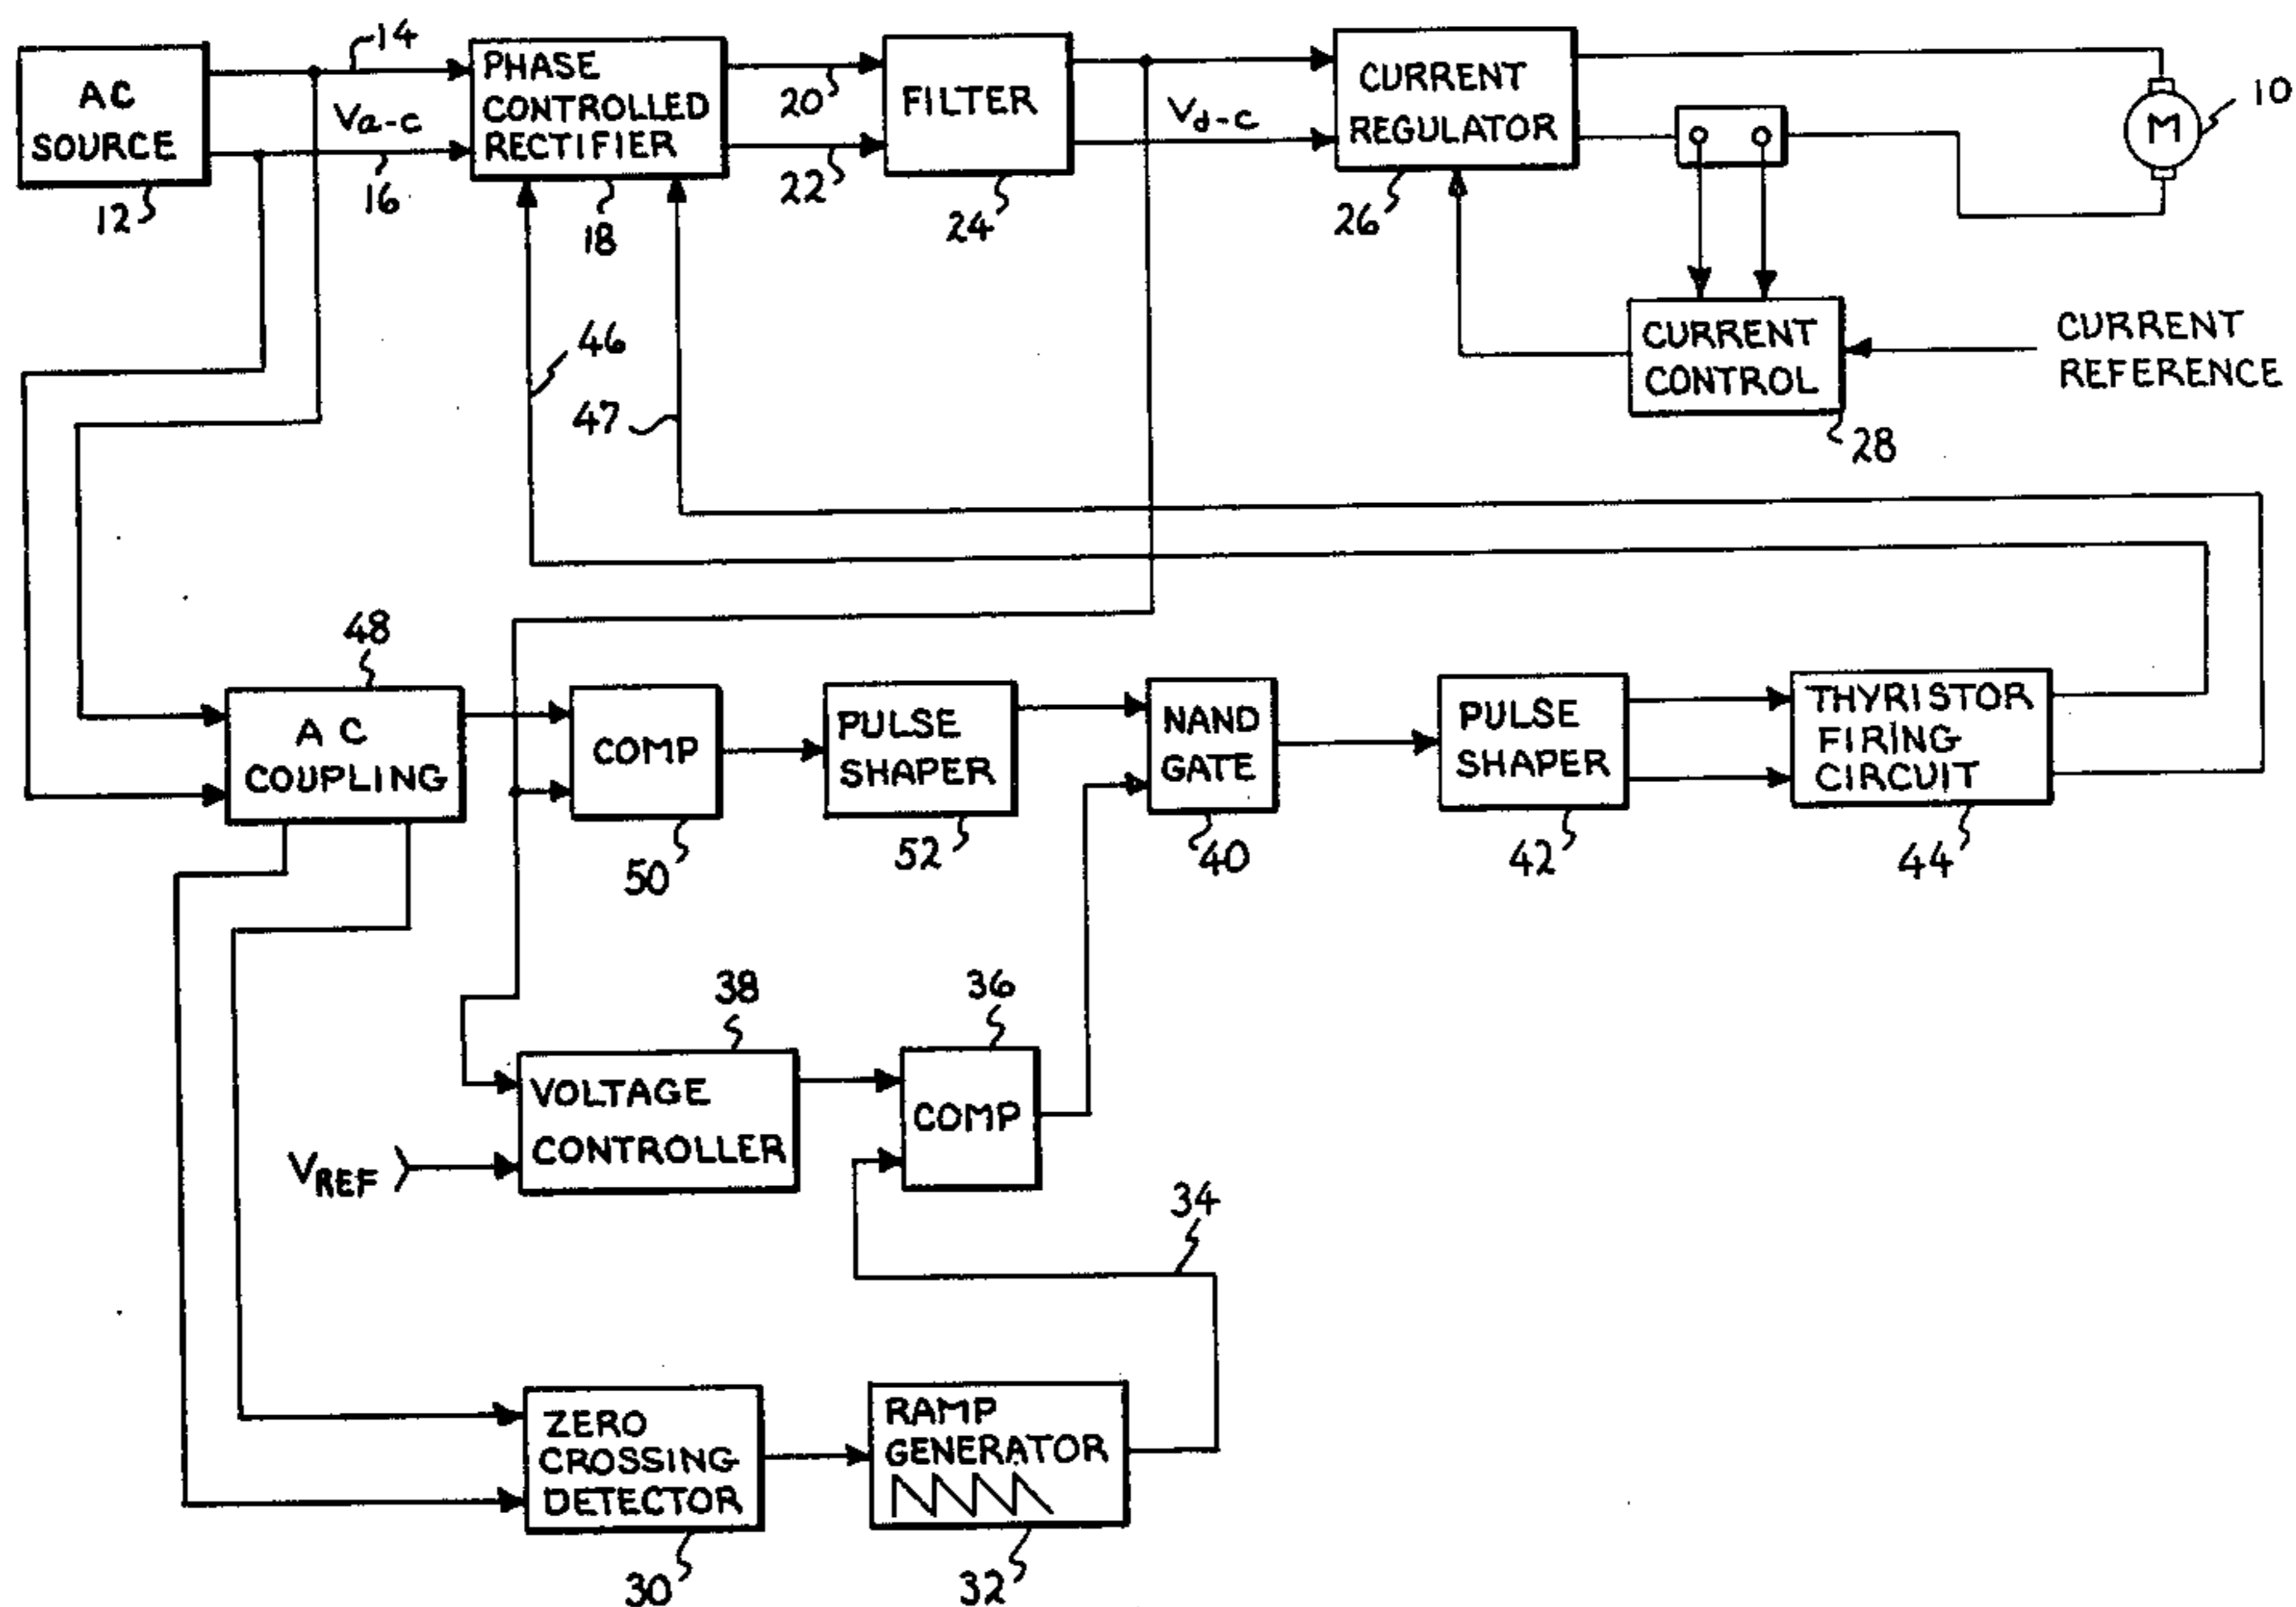 AC
SOURCE
12
14
V a-c
16
PHASE
CONTROLLED
RECTIFIER
18
20
22
FILTER
24
V d-c
CURRENT
REGULATOR
26
M
10
CURRENT
CONTROL
28
CURRENT
REFERENCE
46
47
48
AC
COUPLING
COMP
50
PULSE
SHAPER
52
NAND
GATE
40
PULSE
SHAPER
42
THYRISTOR
FIRING
CIRCUIT
44
38
VOLTAGE
CONTROLLER
VREF
36
COMP
34
ZERO
CROSSING
DETECTOR
30
RAMP
GENERATOR
32